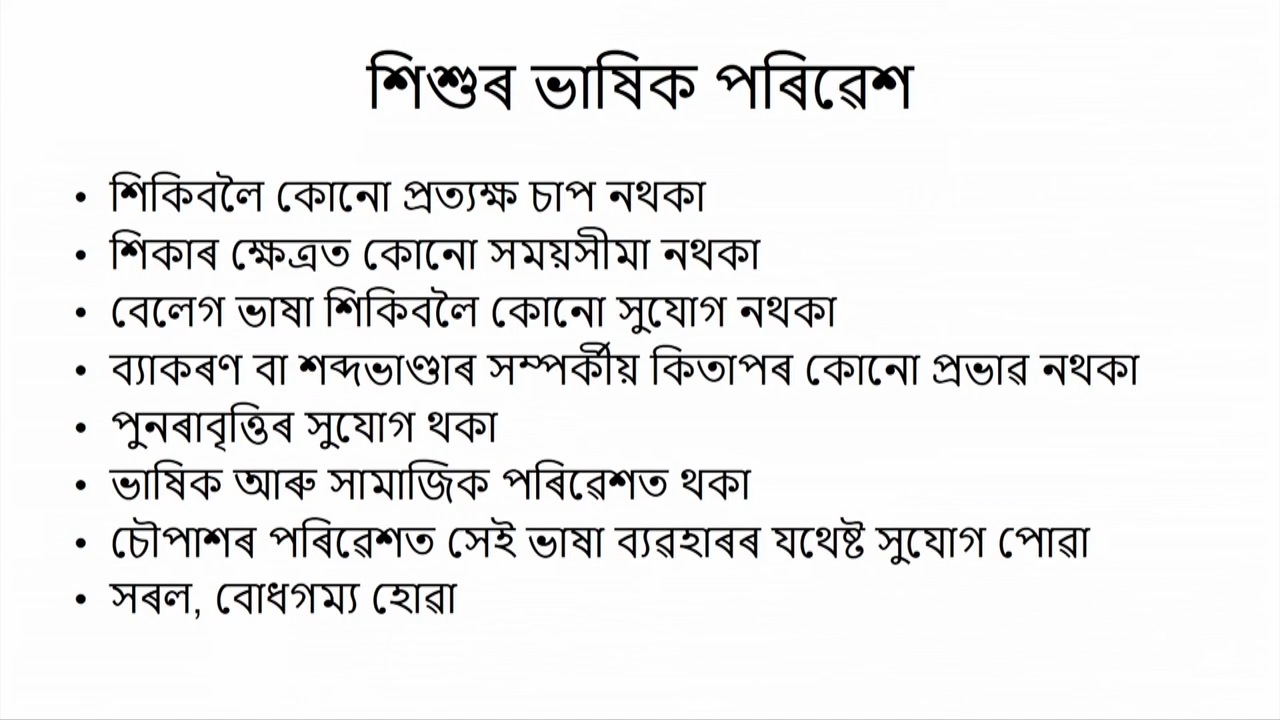 শিশুৰ ভাষিক পৰিৱেশ
• শিকিবলৈ কোনো প্ৰত্যক্ষ চাপ নথকা
• শিকাৰ ক্ষেত্ৰত কোনো সময়সীমা নথকা
• বেলেগ ভাষা শিকিবলৈ কোনো সুযোগ নথকা
• ব্যাকৰণ বা শব্দভাণ্ডাৰ সম্পৰ্কীয় কিতাপৰ কোনো প্ৰভাৱ নথকা
• পুনৰাবৃত্তিৰ সুযোগ থকা
• ভাষিক আৰু সামাজিক পৰিৱেশত থকা
• চৌপাশৰ পৰিৱেশত সেই ভাষা ব্যৱহাৰৰ যথেষ্ট সুযোগ পোৱা
• সৰল, বোধগম্য হোৱা